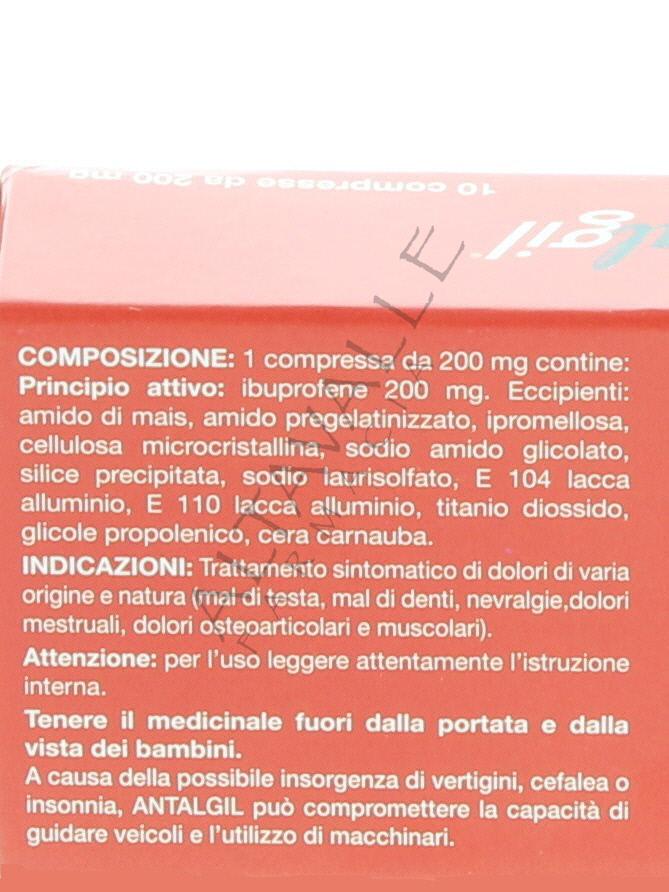 10 compresse da 200 mg
lgil
COMPOSIZIONE: 1 compressa da 200 mg contine:
Principio attivo: ibuprofene 200 mg. Eccipienti:
amido di mais, amido pregelatinizzato, ipromellosa,
cellulosa microcristallina, sodio amido glicolato,
silice precipitata, sodio laurisolfato, E 104 lacca
alluminio, E 110 lacca alluminio, titanio diossido,
glicole propolenico, cera carnauba.
INDICAZIONI: Trattamento sintomatico di dolori di varia
origine e natura (mal di testa, mal di denti, nevralgie,dolori
mestruali, dolori osteoarticolari e muscolari).
Attenzione: per l'uso leggere attentamente l'istruzione
interna.
Tenere il medicinale fuori dalla portata e dalla
vista dei bambini.
A causa della possibile insorgenza di vertigini, cefalea o
insonnia, ANTALGIL può compromettere la capacità di
guidare veicoli e l'utilizzo di macchinari.
ALTAVALLE
FARMACIA